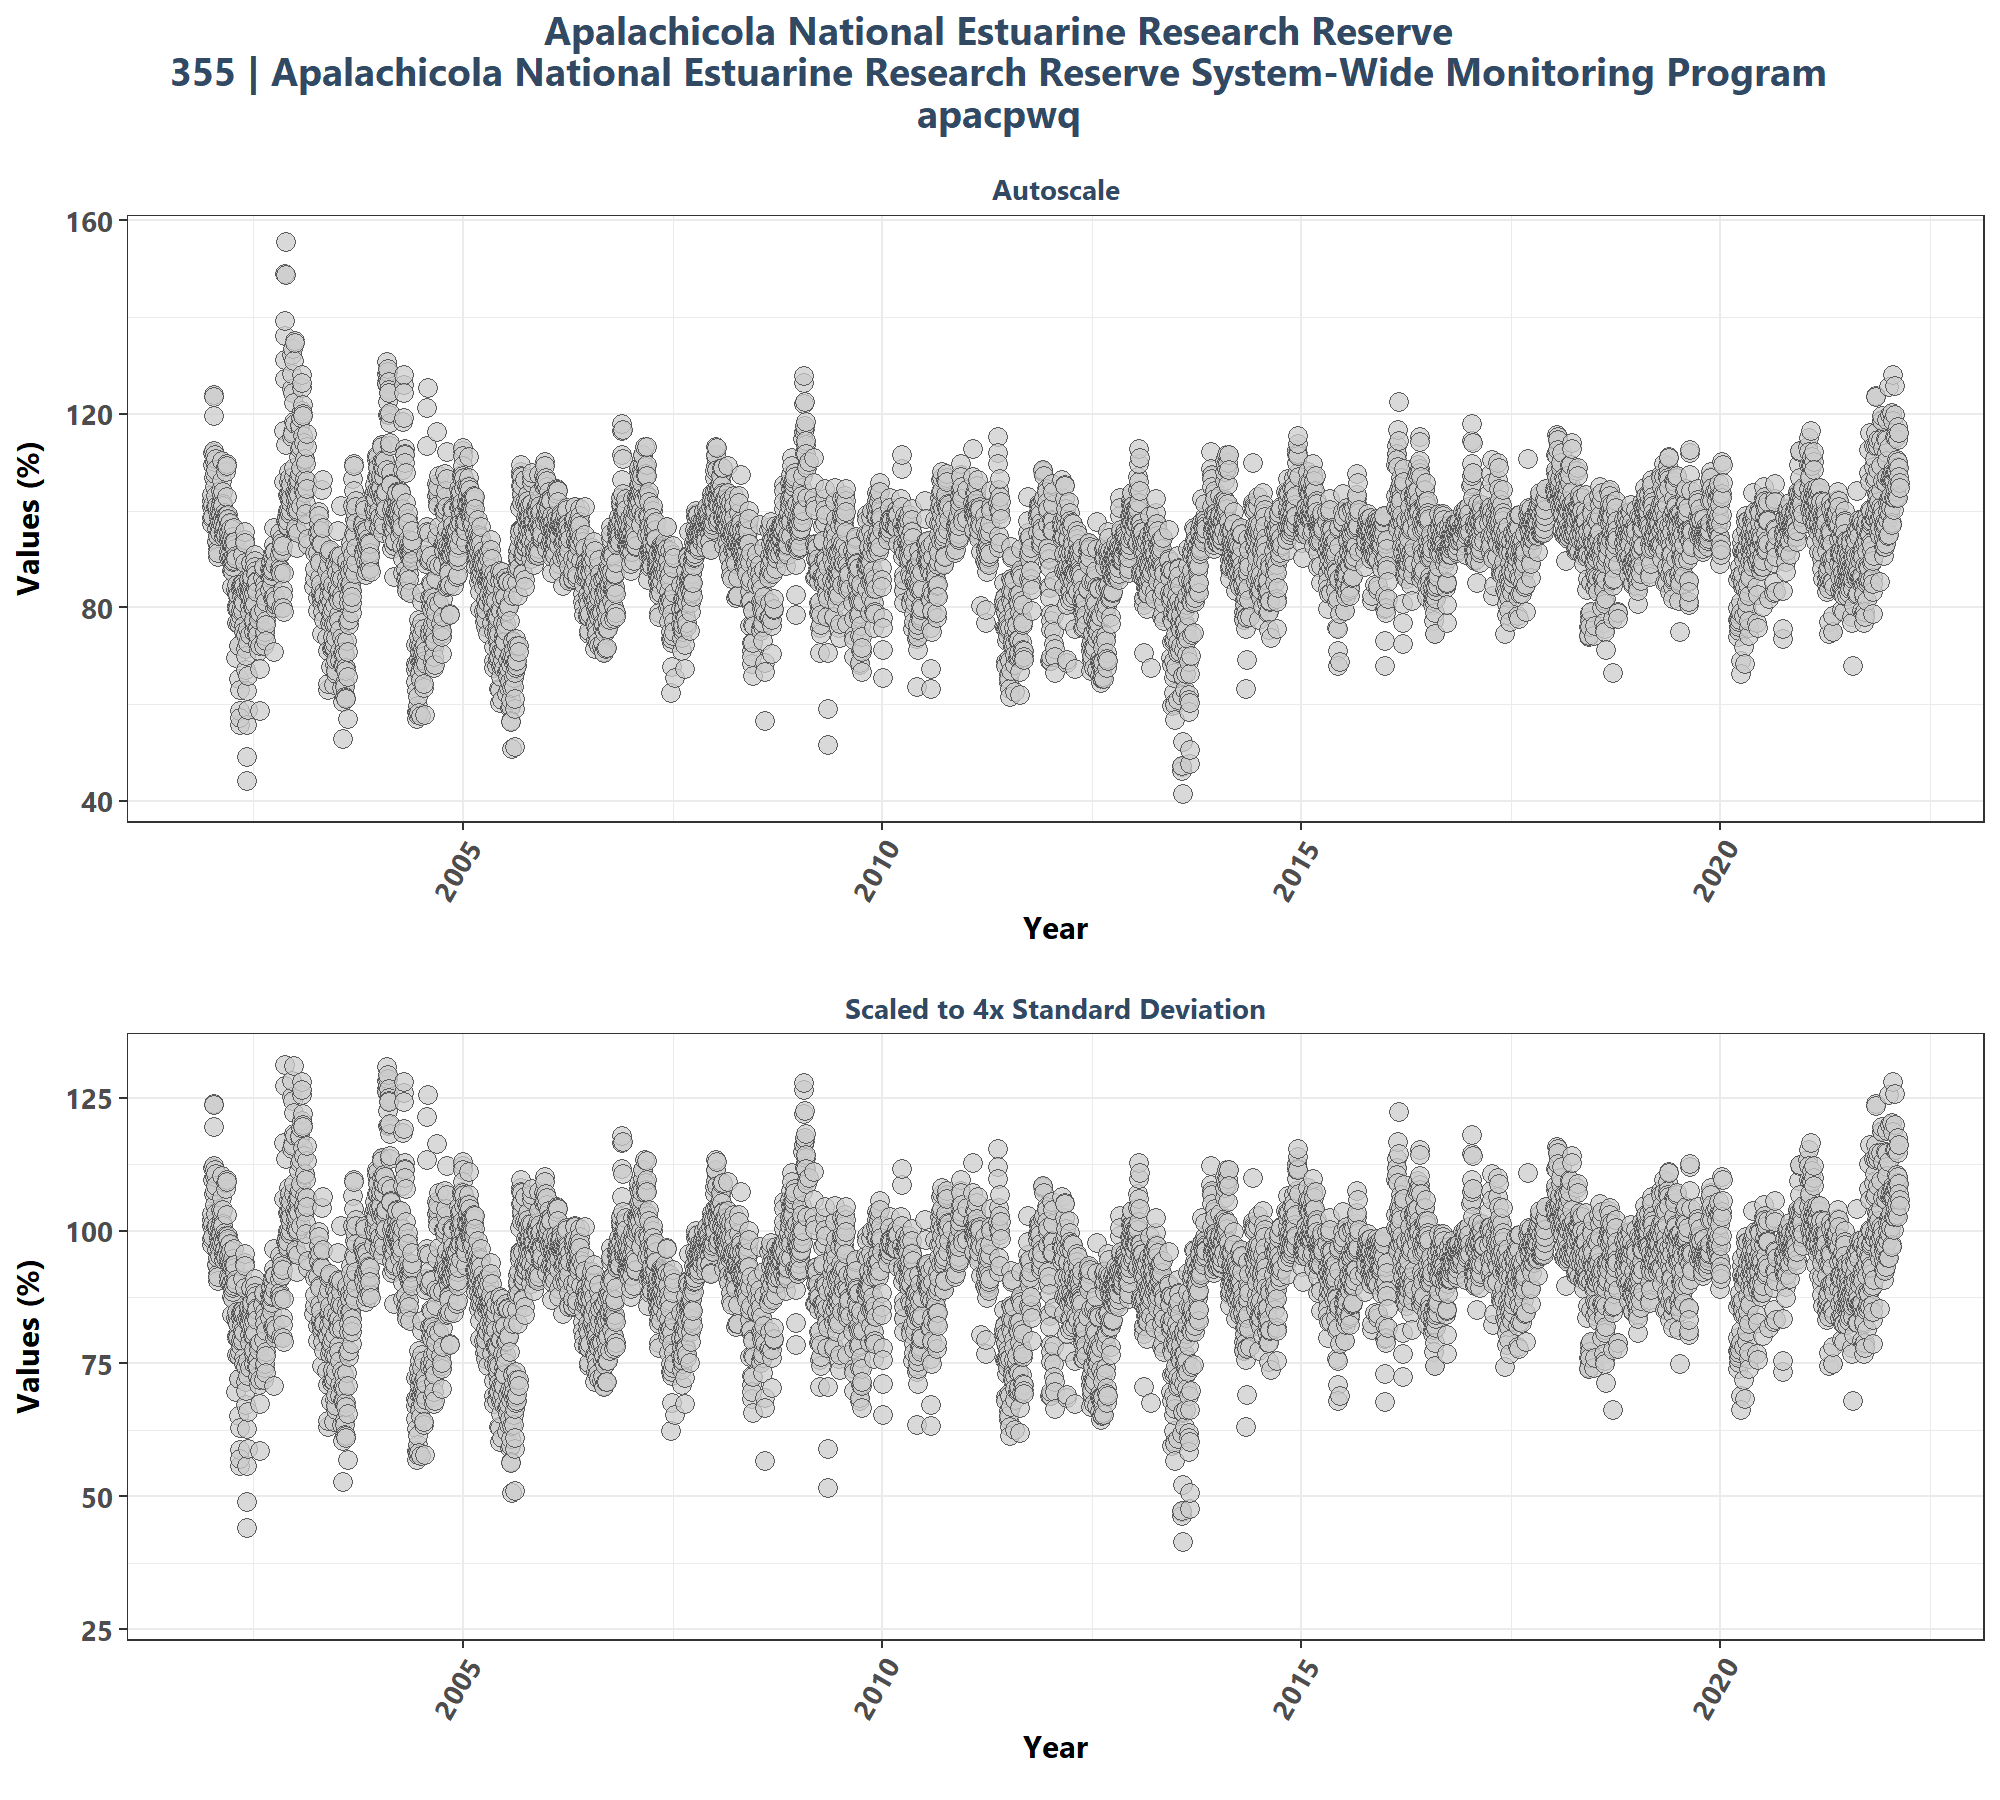 Apalachicola National Estuarine Research Reserve
355 | Apalachicola National Estuarine Research Reserve System-Wide Monitoring Program
apacpwq
Autoscale
Values (%)
160
120
80
40
2005
2010
2015
2020
Year
Scaled to 4x Standard Deviation
Values (%)
125
100
75
50
25
2005
2010
2015
2020
Year